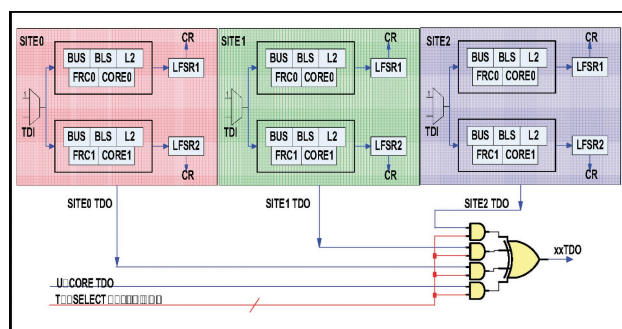 SITE0
CR
BUS BLS L2
FRC0 CORE0
LFSR1
TDI
BUS BLS L2
FRC1 CORE1
LFSR2
CR
SITE0 TDO
SITE1
CR
BUS BLS L2
FRC0 CORE0
LFSR1
TDI
BUS BLS L2
FRC1 CORE1
LFSR2
CR
SITE1 TDO
SITE2
CR
BUS BLS L2
FRC0 CORE0
LFSR1
TDI
BUS BLS L2
FRC1 CORE1
LFSR2
CR
SITE2 TDO
xxTDO
CORE TDO
SELECT